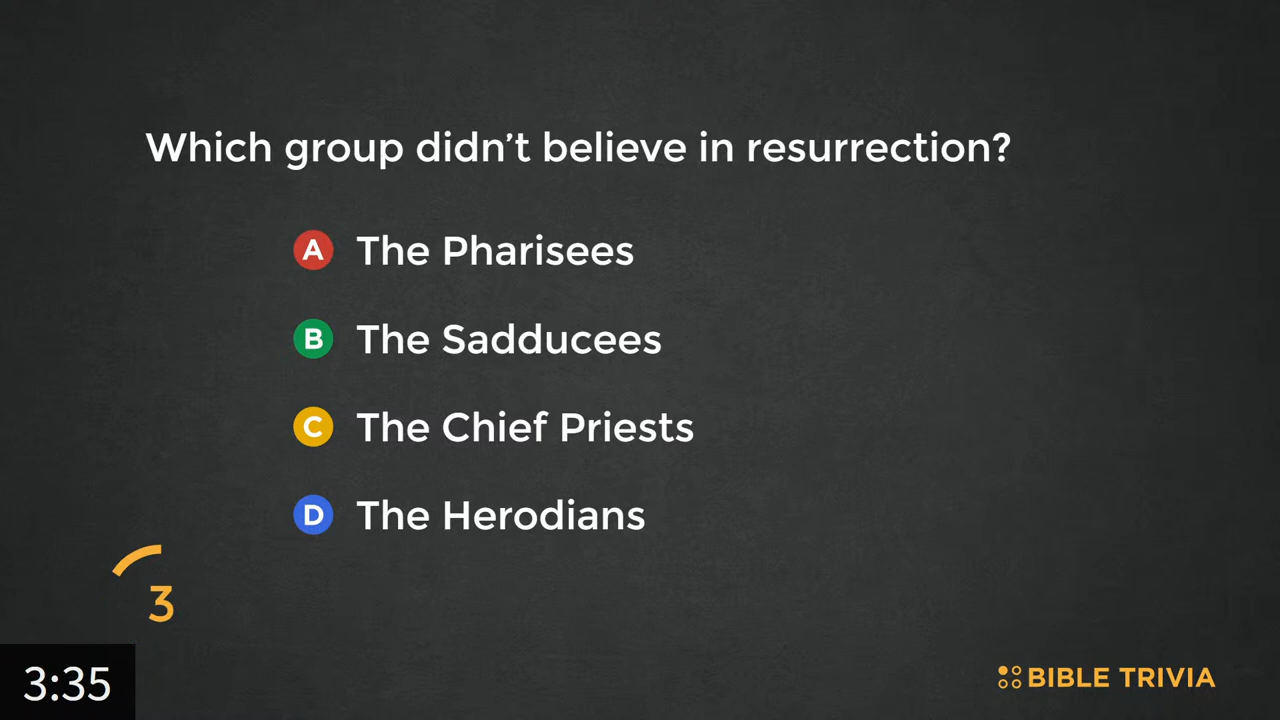 Which group didn’t believe in resurrection?
A The Pharisees
B The Sadducees
C The Chief Priests
D The Herodians
3
3:35
BIBLE TRIVIA